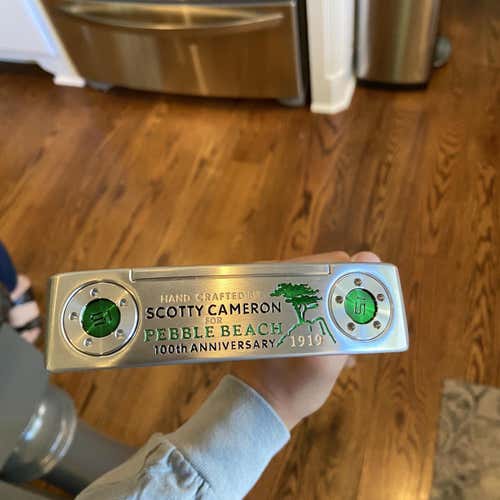 HAND CRAFTED BY
SCOTTY CAMERON
FOR
PEBBLE BEACH
100th ANNIVERSARY 1919